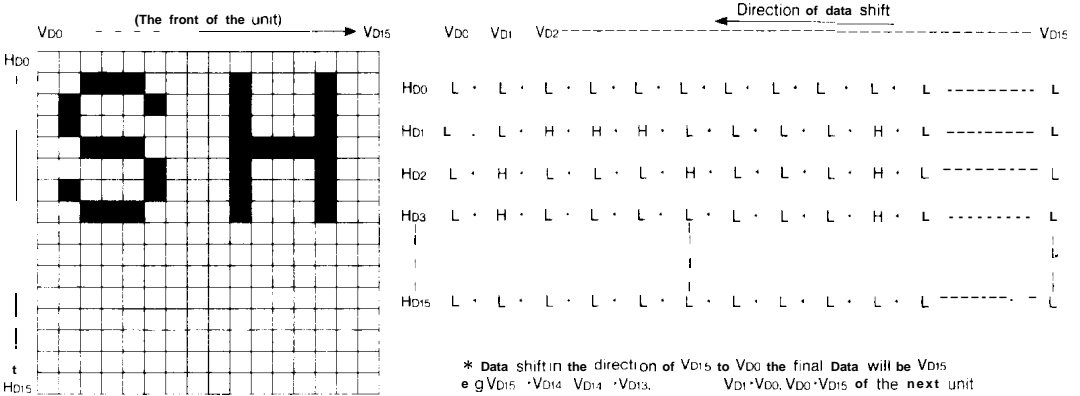 (The front of the unit)
VD0 VD15
HD0
t
HD15
S H
Direction of data shift
VD0 VD1 VD2 VD15
HD0 L · L · L · L · L · L · L · L · L · L · L L
HD1 L . L · H · H · H · L · L · L · L · H · L L
HD2 L · H · L · L · L · H · L · L · L · H · L L
HD3 L · H · L · L · L · L · L · L · L · H · L L
L
HD15 L · L · L · L · L · L · L · L · L · L · L L
* Data shift in the direction of VD15 to VD0 the final Data will be VD15
e g VD15 · VD14 VD14 · VD13. VD1 · VD0. VD0 · VD15 of the next unit